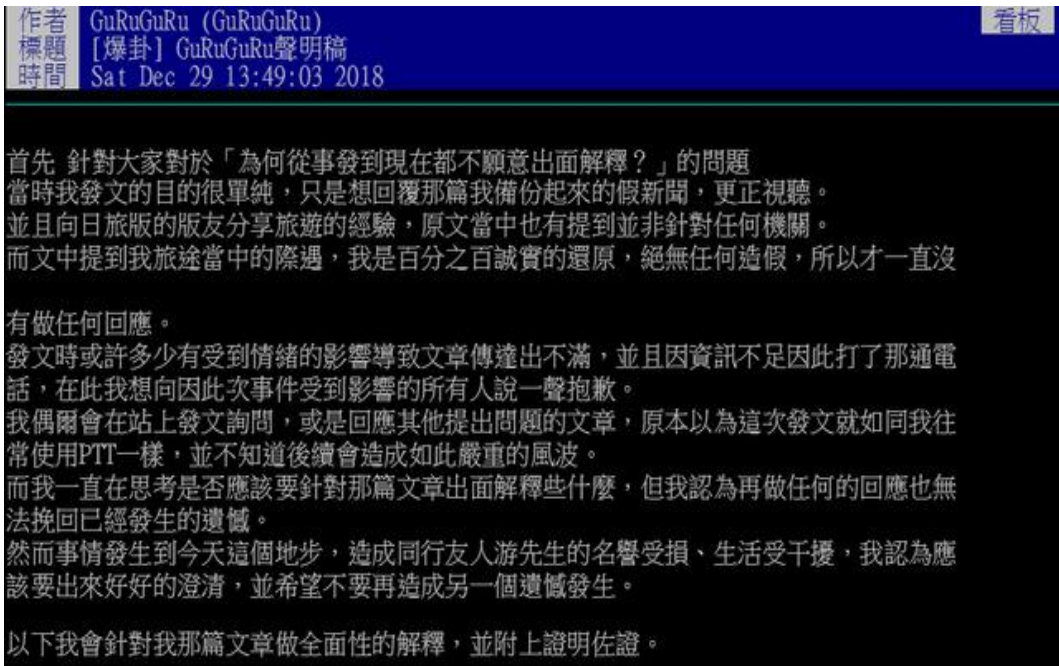 作者 GuRuGuRu (GuRuGuRu) 看板
標題 [爆卦] GuRuGuRu聲明稿
時間 Sat Dec 29 13:49:03 2018
首先 針對大家對於「為何從事發到現在都不願意出面解釋？」的問題
當時我發文的目的很單純，只是想回覆那篇我備份起來的假新聞，更正視聽。
並且向日旅版的版友分享旅遊的經驗，原文當中也有提到並非針對任何機關。
而文中提到我旅途當中的際遇，我是百分之百誠實的還原，絕無任何造假，所以才一直沒
有做任何回應。
發文時或許多少有受到情緒的影響導致文章傳達出不滿，並且因資訊不足因此打了那通電
話，在此我想向因此次事件受到影響的所有人說一聲抱歉。
我偶爾會在站上發文詢問，或是回應其他提出問題的文章，原本以為這次發文就如同我往
常使用PTT一樣，並不知道後續會造成如此嚴重的風波。
而我一直在思考是否應該要針對那篇文章出面解釋些什麼，但我認為再做任何的回應也無
法挽回已經發生的遺憾。
然而事情發生到今天這個地步，造成同行友人游先生的名譽受損、生活受干擾，我認為應
該要出來好好的澄清，並希望不要再造成另一個遺憾發生。
以下我會針對我那篇文章做全面性的解釋，並附上證明佐證。